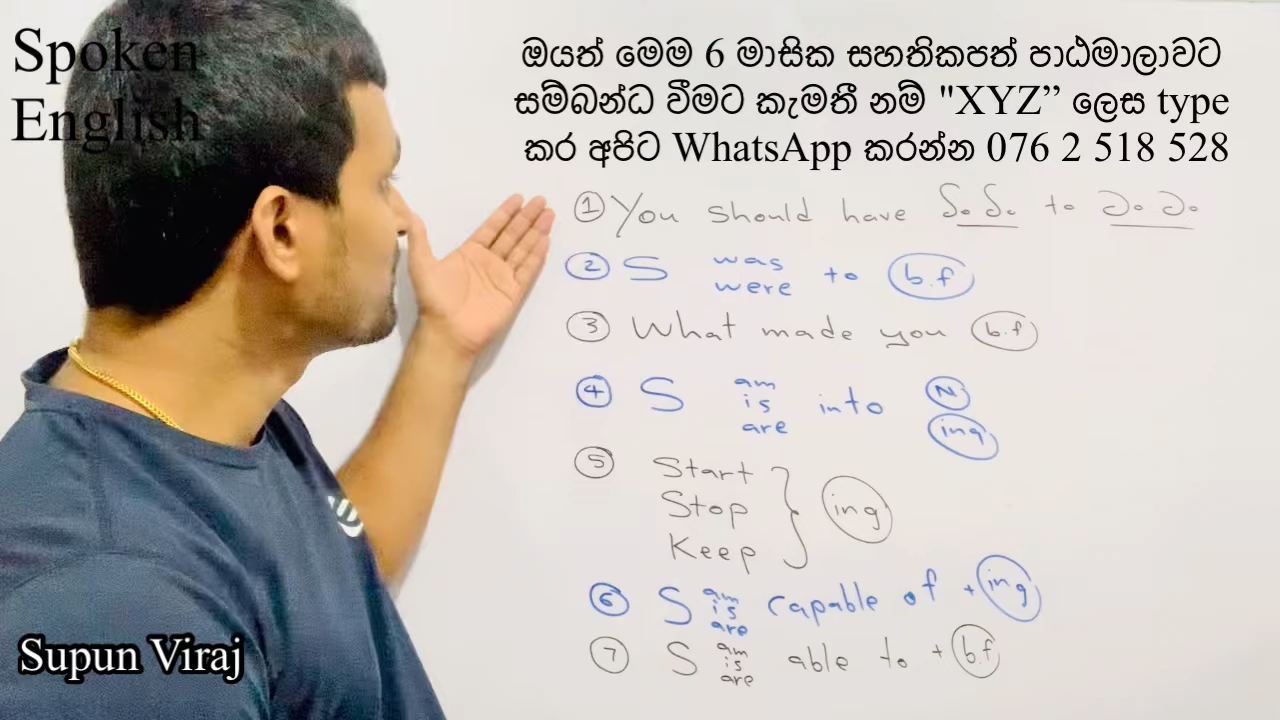 Spoken
English
ඔයත් මෙම 6 මාසික සහතිකපත් පාඨමාලාවට
සම්බන්ධ වීමට කැමතී නම් "XYZ” ලෙස type
කර අපිට WhatsApp කරන්න 076 2 518 528
① You should have to
② S was were to b.f
③ What made you b.f
④ S am is are into N ing
⑤ Start
Stop
Keep
ing
⑥ S am is are capable of + ing
⑦ S am is are able to + b.f
Supun Viraj